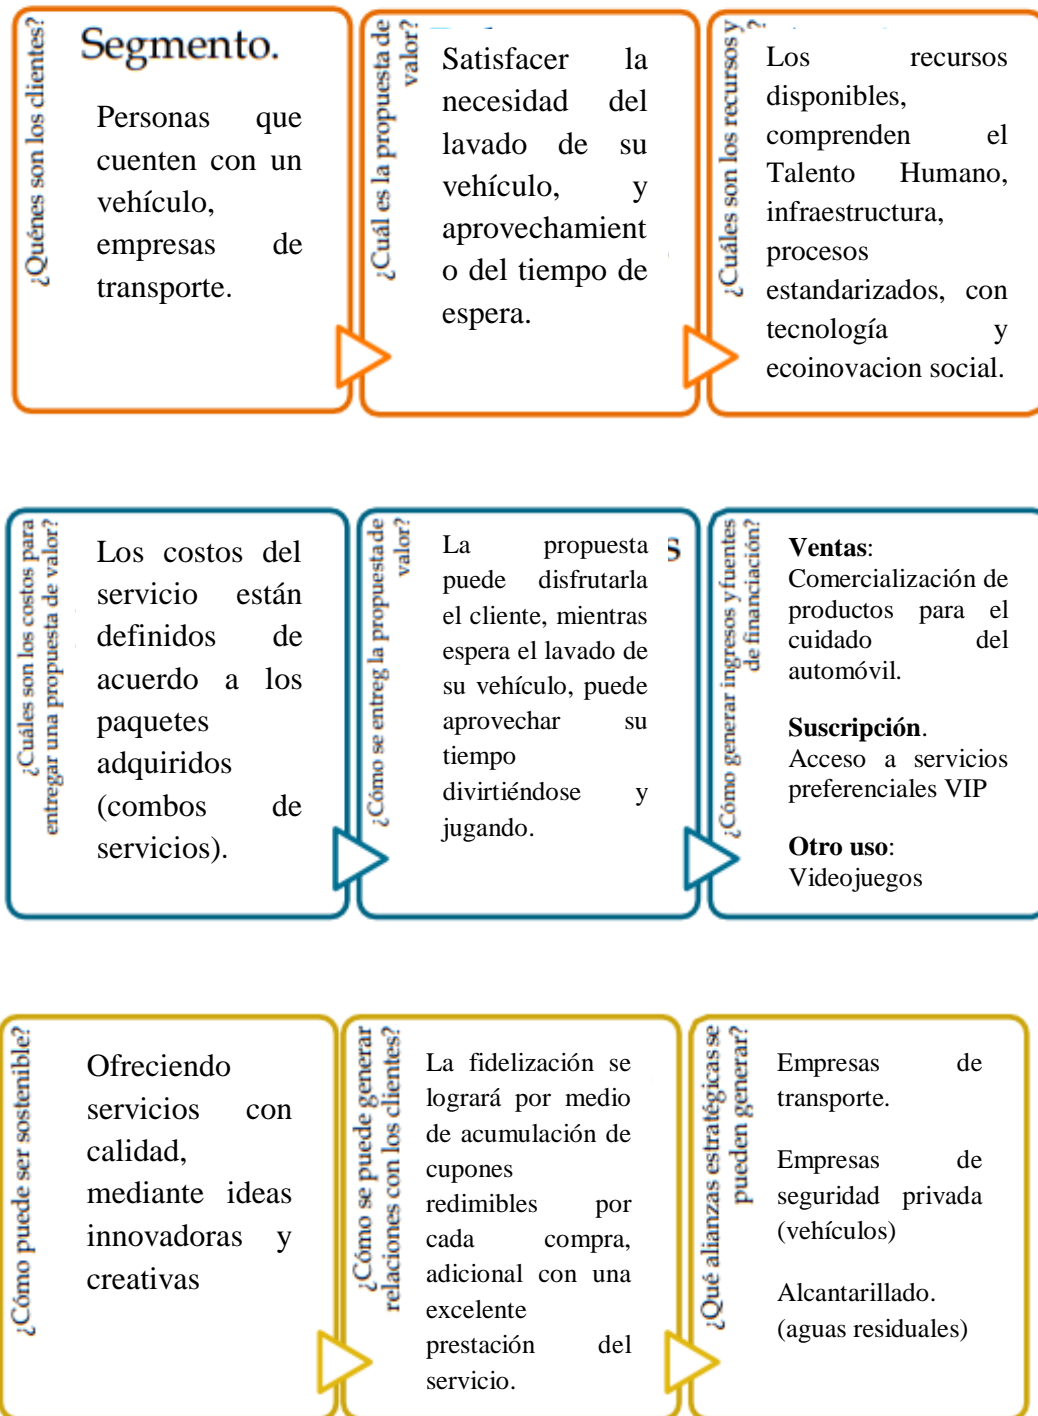 ¿Quénes son los clientes?
Segmento.
Personas que
cuenten con un
vehículo,
empresas de
transporte.
¿Cuál es la propuesta de
valor?
Satisfacer la
necesidad del
lavado de su
vehículo, y
aprovechamient
o del tiempo de
espera.
¿Cuáles son los recursos y
?
Los recursos
disponibles,
comprenden el
Talento Humano,
infraestructura,
procesos
estandarizados, con
tecnología y
ecoinovacion social.
¿Cuáles son los costos para
entregar una propuesta de valor?
Los costos del
servicio están
definidos de
acuerdo a los
paquetes
adquiridos
(combos de
servicios).
¿Cómo se entreg la propuesta de
valor?
La propuesta
puede disfrutarla
el cliente, mientras
espera el lavado de
su vehículo, puede
aprovechar su
tiempo
divirtiéndose y
jugando.
s
¿Cómo generar ingresos y fuentes
de financiación?
Ventas:
Comercialización de
productos para el
cuidado del
automóvil.
Suscripción.
Acceso a servicios
preferenciales VIP
Otro uso:
Videojuegos
¿Cómo puede ser sostenible?
Ofreciendo
servicios con
calidad,
mediante ideas
innovadoras y
creativas
¿Cómo se puede generar
relaciones con los clientes?
La fidelización se
logrará por medio
de acumulación de
cupones
redimibles por
cada compra,
adicional con una
excelente
prestación del
servicio.
¿Qué alianzas estratégicas se
pueden generar?
Empresas de
transporte.
Empresas de
seguridad privada
(vehículos)
Alcantarillado.
(aguas residuales)